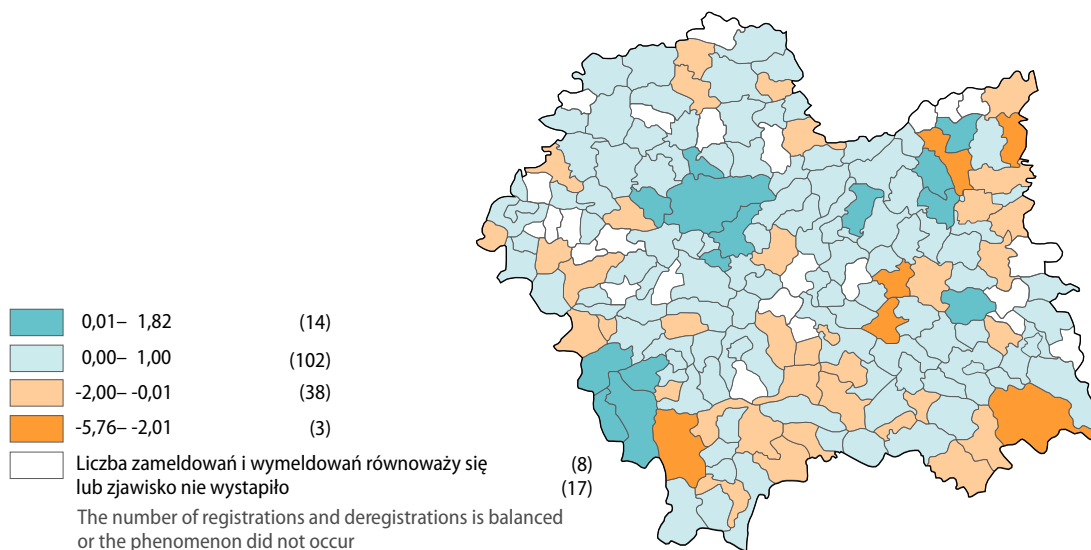 0,01– 1,82 (14)
0,00– 1,00 (102)
-2,00– -0,01 (38)
-5,76– -2,01 (3)
Liczba zameldowań i wymeldowań równoważy się (8)
lub zjawisko nie wystąpiło (17)
The number of registrations and deregistrations is balanced
or the phenomenon did not occur